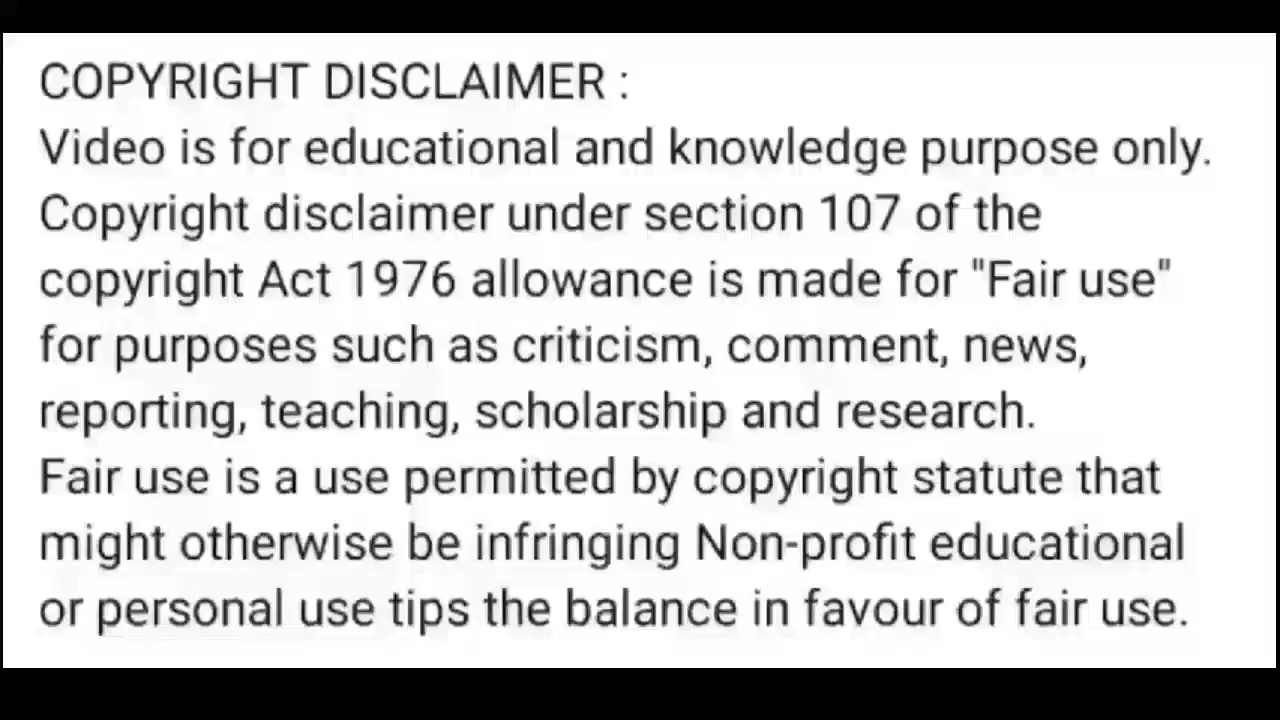 COPYRIGHT DISCLAIMER :
Video is for educational and knowledge purpose only.
Copyright disclaimer under section 107 of the
copyright Act 1976 allowance is made for "Fair use"
for purposes such as criticism, comment, news,
reporting, teaching, scholarship and research.
Fair use is a use permitted by copyright statute that
might otherwise be infringing Non-profit educational
or personal use tips the balance in favour of fair use.